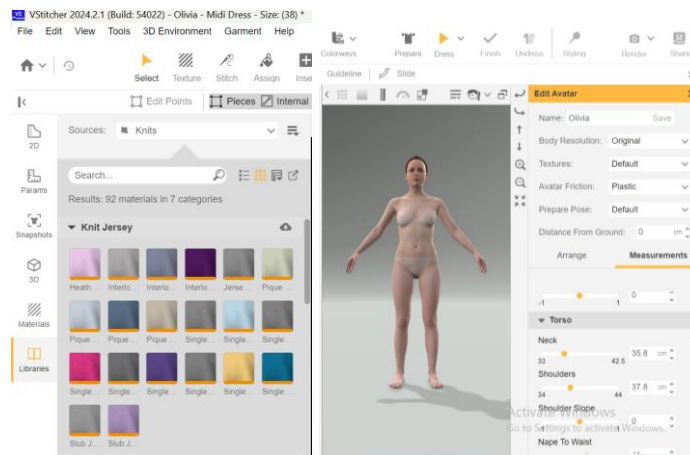 VStitcher 2024.2.1 (Build: 54022) - Olivia - Midi Dress - Size: (38) *
File Edit View Tools 3D Environment Garment Help
Select Texture Stitch Assign Inse
Edit Points Pieces Internal
2D
Params
Snapshots
3D
Materials
Libraries
Sources: Knits
Search...
Results: 92 materials in 7 categories
Knit Jersey
Heath... Interlo... Interlo... Interlo... Jerse... Pique ...
Pique ... Pique ... Pique ... Single... Single... Single...
Single... Single... Single... Single... Single... Single...
Slub J... Slub J...
Colorways Prepare Dress Finish Undress Styling Render Share
Guideline Slide
Edit Avatar
Name: Olivia Save
Body Resolution: Original
Textures: Default
Avatar Friction: Plastic
Prepare Pose: Default
Distance From Ground: 0 cm
Arrange Measurements
-1 1 0
Torso
Neck
33 42.5 35.8 cm
Shoulders
34 44 37.8 cm
Shoulder Slope
-1 1 0
Nape To Waist
Activate Windows
Go to Settings to activate Windows.